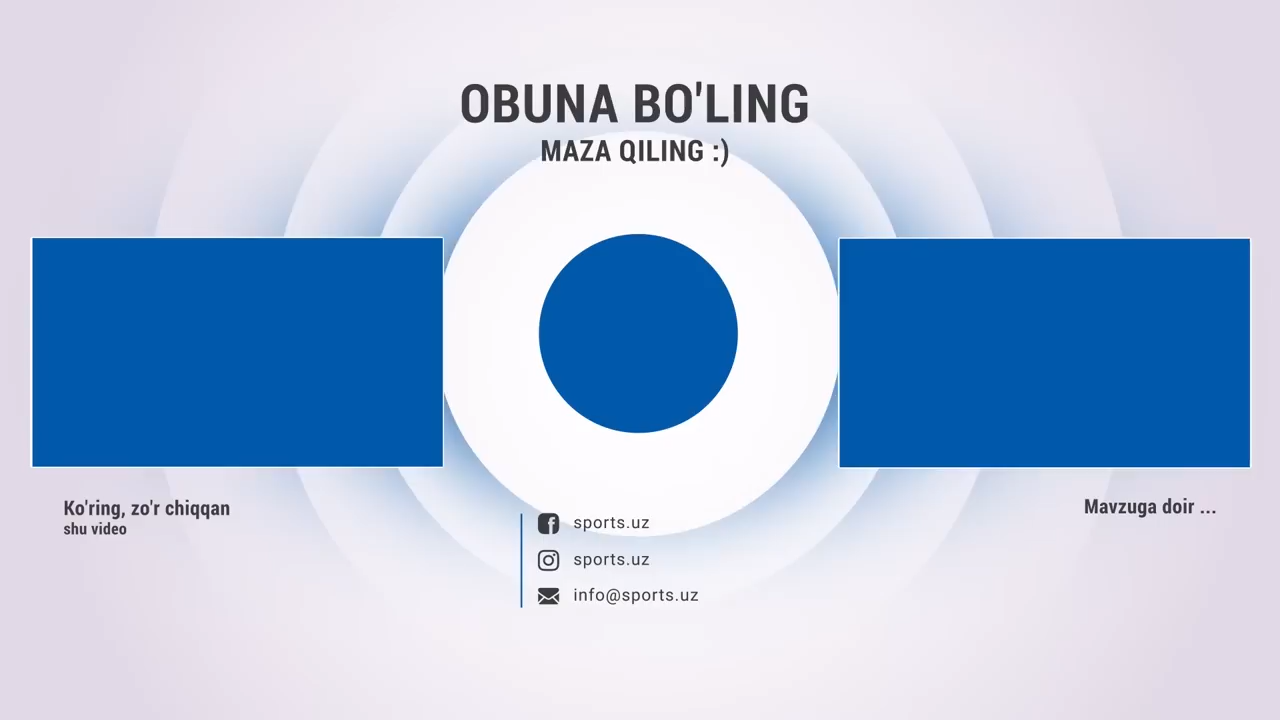 OBUNA BO'LING
MAZA QILING :)
Ko'ring, zo'r chiqqan
shu video
Mavzuga doir ...
sports.uz
sports.uz
info@sports.uz